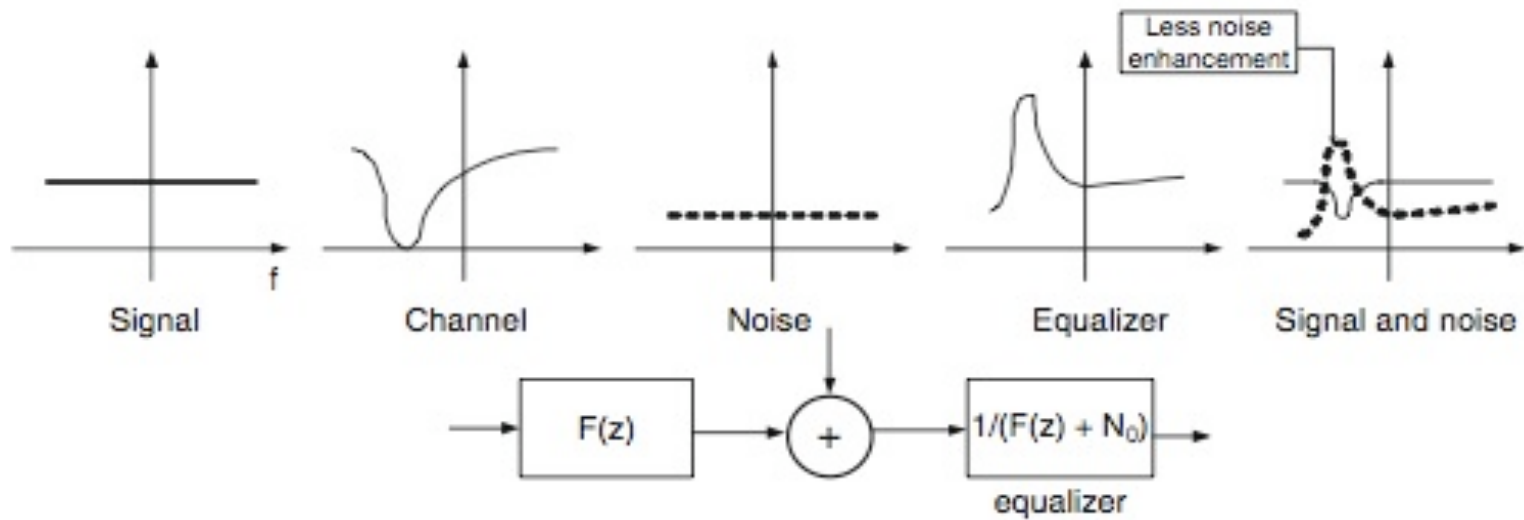 Less noise
enhancement
f
Signal
Channel
Noise
Equalizer
Signal and noise
F(z)
+
1/(F(z) + N₀)
equalizer